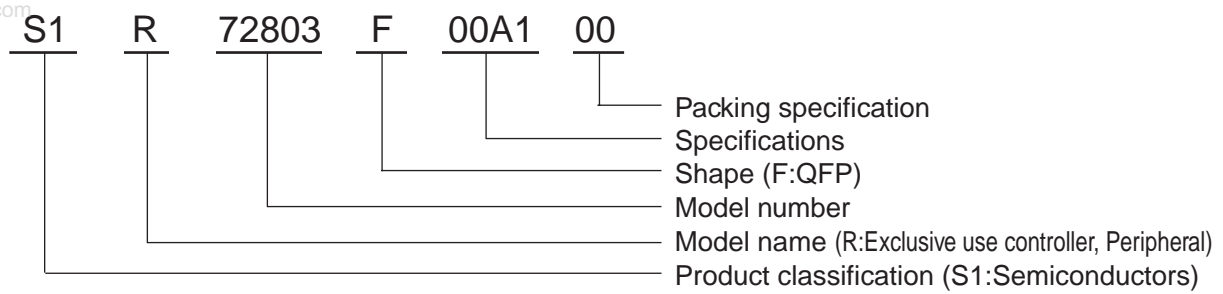 com
S1 R 72803 F 00A1 00
Packing specification
Specifications
Shape (F:QFP)
Model number
Model name (R:Exclusive use controller, Peripheral)
Product classification (S1:Semiconductors)